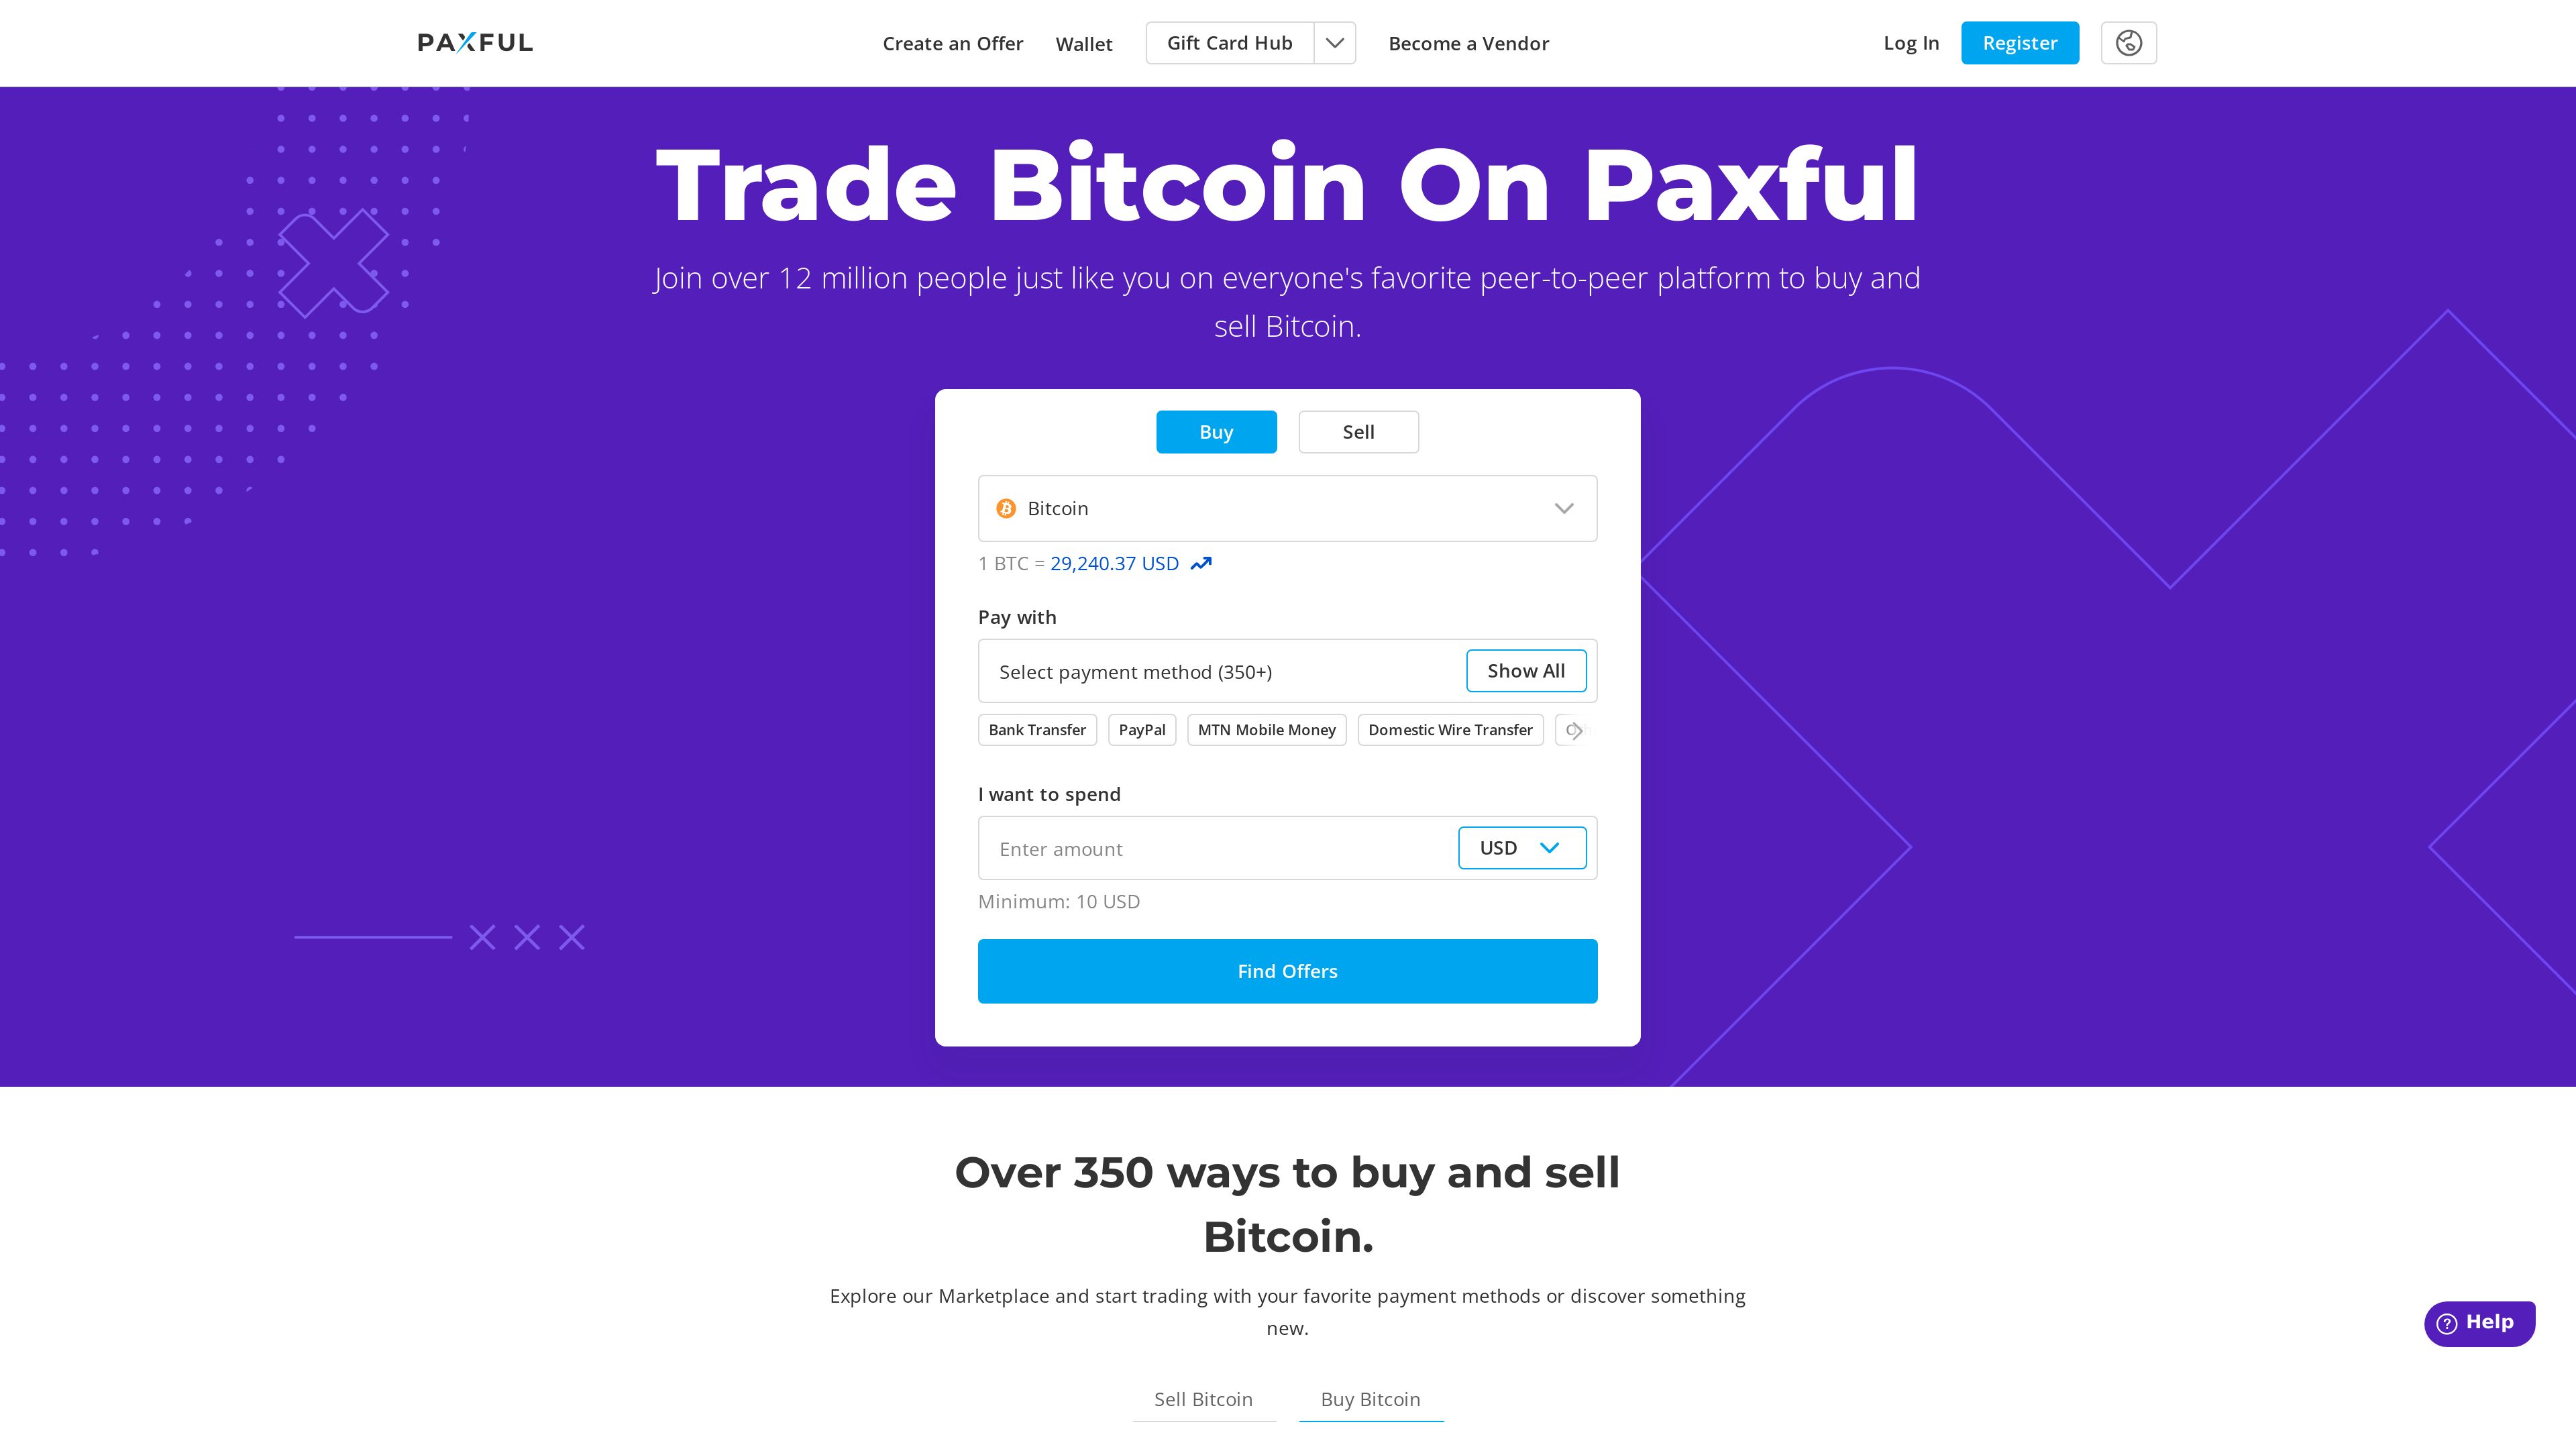 PAXFUL
Create an Offer
Wallet
Gift Card Hub
Become a Vendor
Log In
Register
Trade Bitcoin On Paxful
Join over 12 million people just like you on everyone's favorite peer-to-peer platform to buy and
sell Bitcoin.
Buy
Sell
Bitcoin
1 BTC = 29,240.37 USD
Pay with
Select payment method (350+)
Show All
Bank Transfer
PayPal
MTN Mobile Money
Domestic Wire Transfer
I want to spend
Enter amount
USD
Minimum: 10 USD
Find Offers
Over 350 ways to buy and sell
Bitcoin.
Explore our Marketplace and start trading with your favorite payment methods or discover something
new.
Help
Sell Bitcoin
Buy Bitcoin